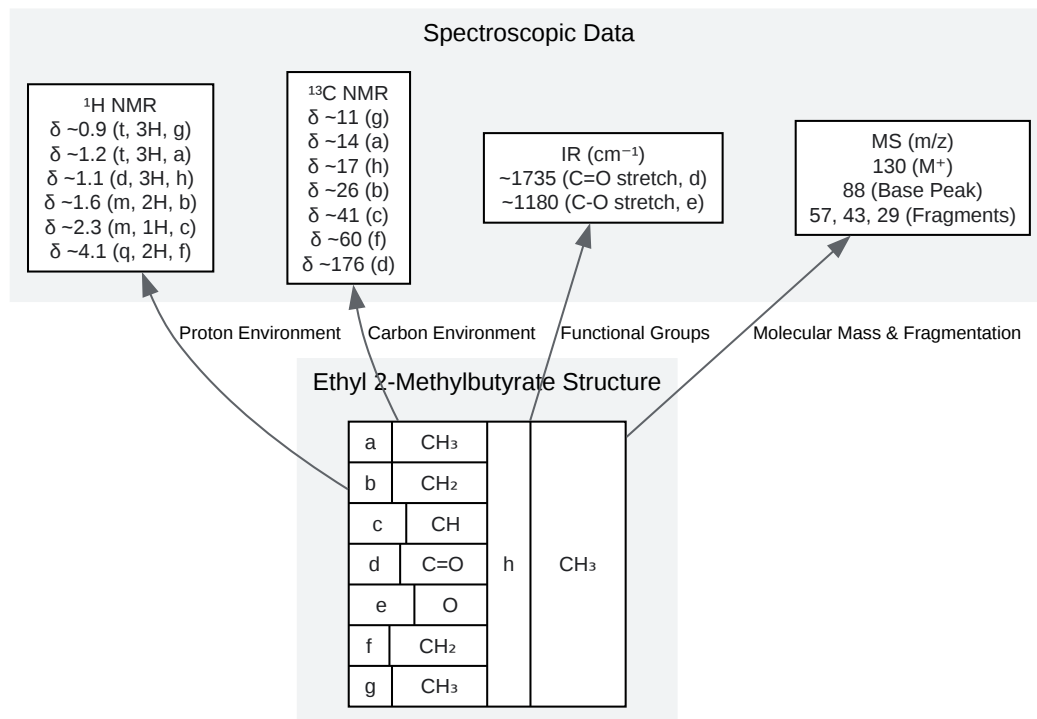 Spectroscopic Data
¹H NMR
δ ~0.9 (t, 3H, g)
δ ~1.2 (t, 3H, a)
δ ~1.1 (d, 3H, h)
δ ~1.6 (m, 2H, b)
δ ~2.3 (m, 1H, c)
δ ~4.1 (q, 2H, f)
¹³C NMR
δ ~11 (g)
δ ~14 (a)
δ ~17 (h)
δ ~26 (b)
δ ~41 (c)
δ ~60 (f)
δ ~176 (d)
IR (cm⁻¹)
~1735 (C=O stretch, d)
~1180 (C-O stretch, e)
MS (m/z)
130 (M⁺)
88 (Base Peak)
57, 43, 29 (Fragments)
Proton Environment
Carbon Environment
Functional Groups
Molecular Mass & Fragmentation
Ethyl 2-Methylbutyrate Structure
a CH₃
b CH₂
c CH
d C=O
e O
f CH₂
g CH₃
h CH₃